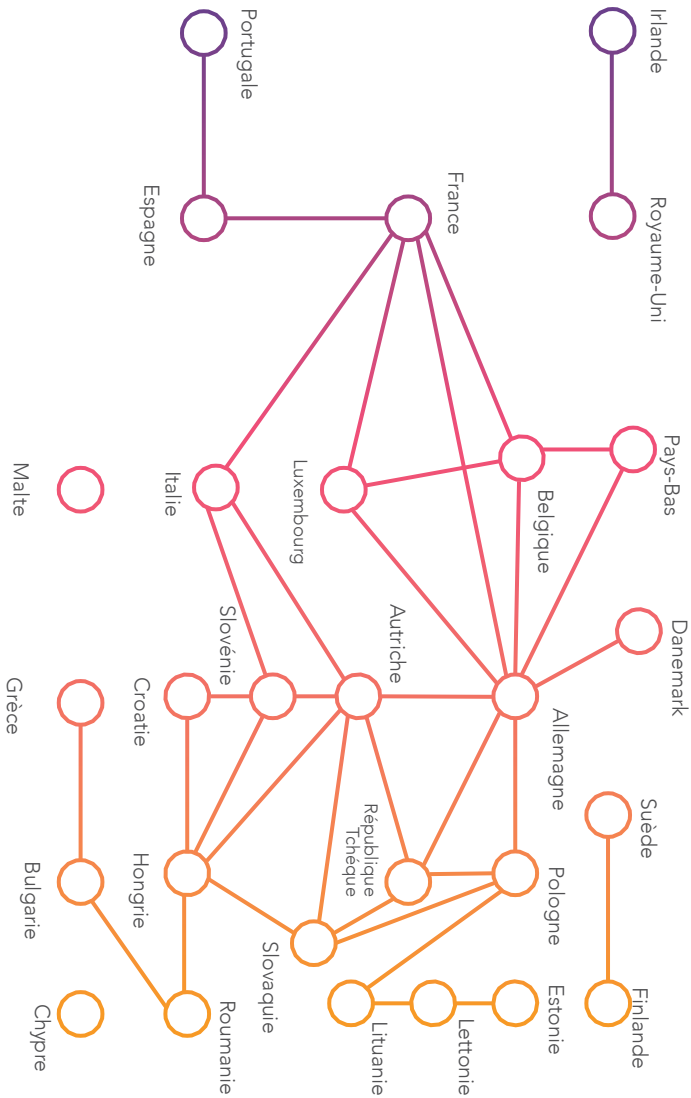 Irlande
Royaume-Uni
Pays-Bas
Danemark
Suède
Finlande
Belgique
Allemagne
Pologne
Estonie
France
Lettonie
Autriche
République
Tchéque
Lituanie
Luxembourg
Slovaquie
Portugale
Slovénie
Roumanie
Espagne
Italie
Croatie
Hongrie
Malte
Grèce
Bulgarie
Chypre